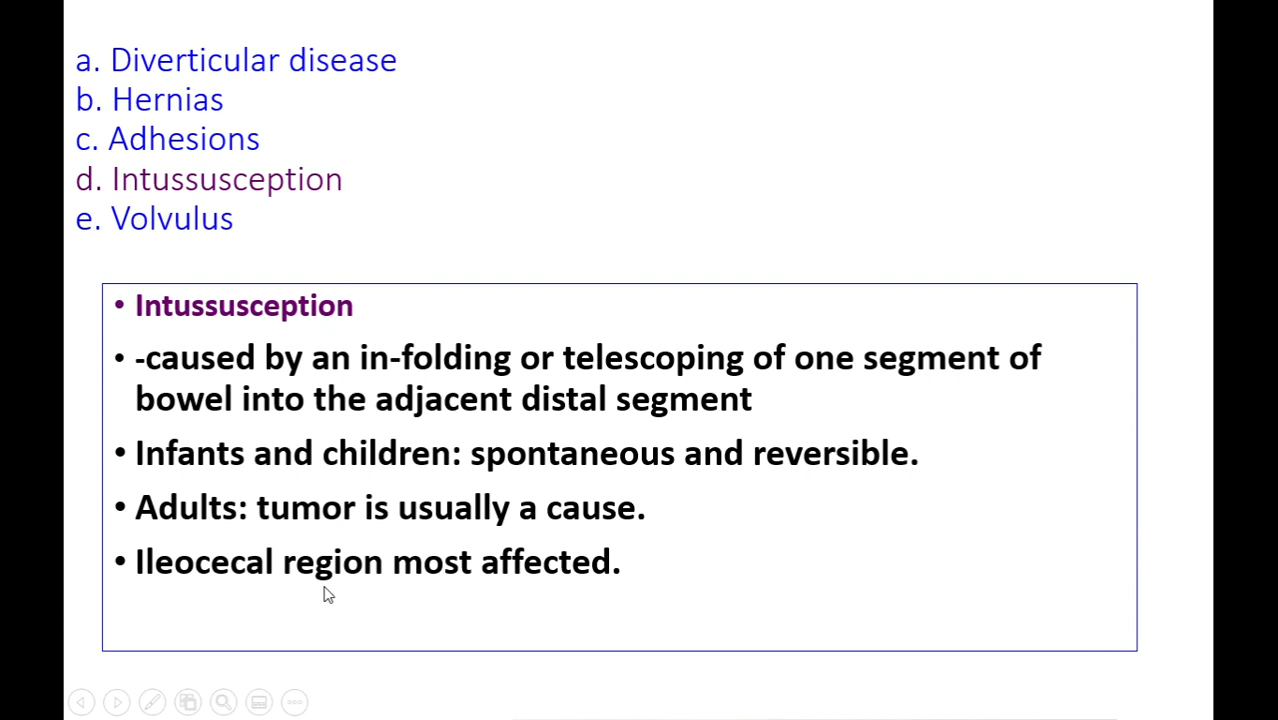 a. Diverticular disease
b. Hernias
c. Adhesions
d. Intussusception
e. Volvulus
• Intussusception
• -caused by an in-folding or telescoping of one segment of
bowel into the adjacent distal segment
• Infants and children: spontaneous and reversible.
• Adults: tumor is usually a cause.
• Ileocecal region most affected.